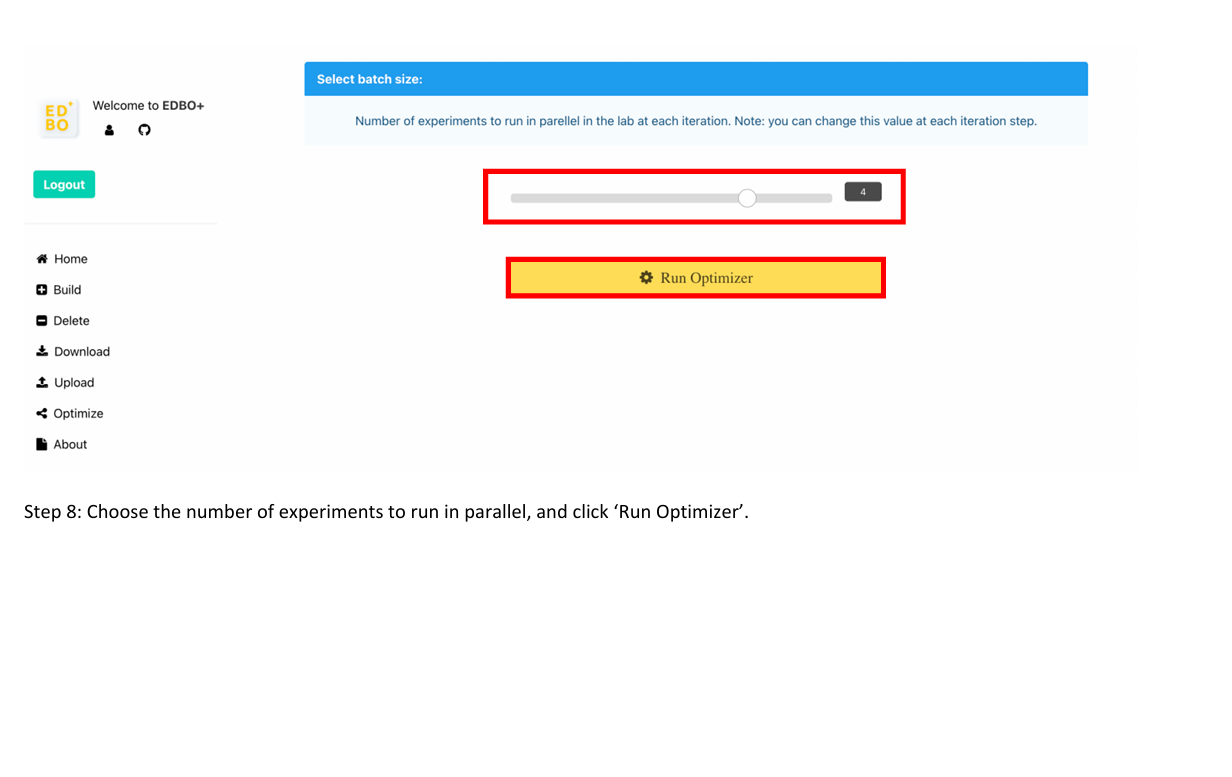 Select batch size:
ED+
BO
Welcome to EDBO+
Number of experiments to run in parellel in the lab at each iteration. Note: you can change this value at each iteration step.
Logout
4
Run Optimizer
Home
Build
Delete
Download
Upload
Optimize
About
Step 8: Choose the number of experiments to run in parallel, and click ‘Run Optimizer’.